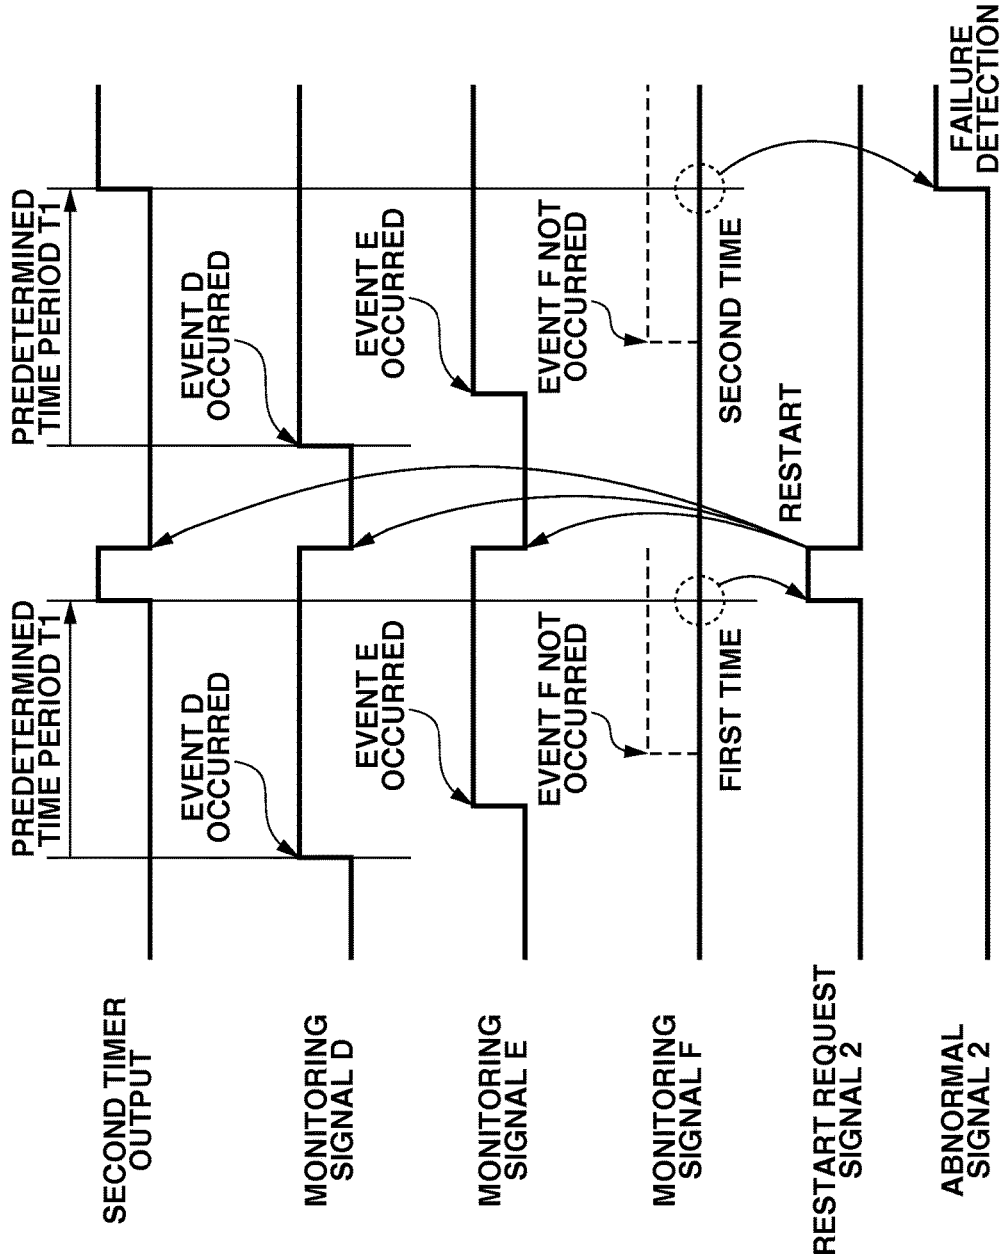 SECOND TIMER
OUTPUT
PREDETERMINED
TIME PERIOD T1
PREDETERMINED
TIME PERIOD T1
MONITORING
SIGNAL D
EVENT D
OCCURRED
EVENT D
OCCURRED
MONITORING
SIGNAL E
EVENT E
OCCURRED
EVENT E
OCCURRED
MONITORING
SIGNAL F
EVENT F NOT
OCCURRED
EVENT F NOT
OCCURRED
FIRST TIME
SECOND TIME
RESTART REQUEST
SIGNAL 2
RESTART
ABNORMAL
SIGNAL 2
FAILURE
DETECTION